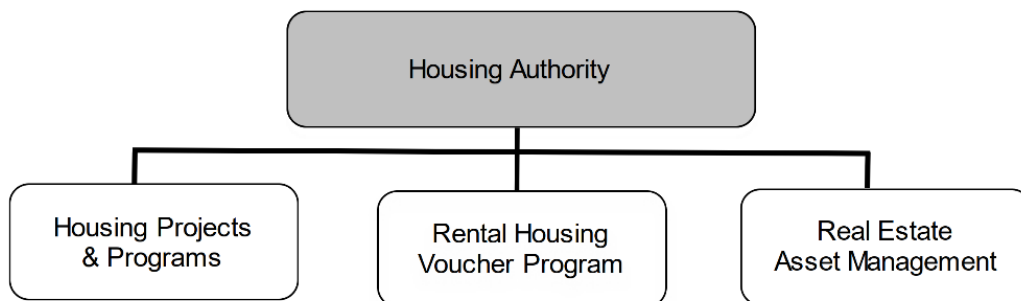 Housing Authority
Housing Projects
& Programs
Rental Housing
Voucher Program
Real Estate
Asset Management